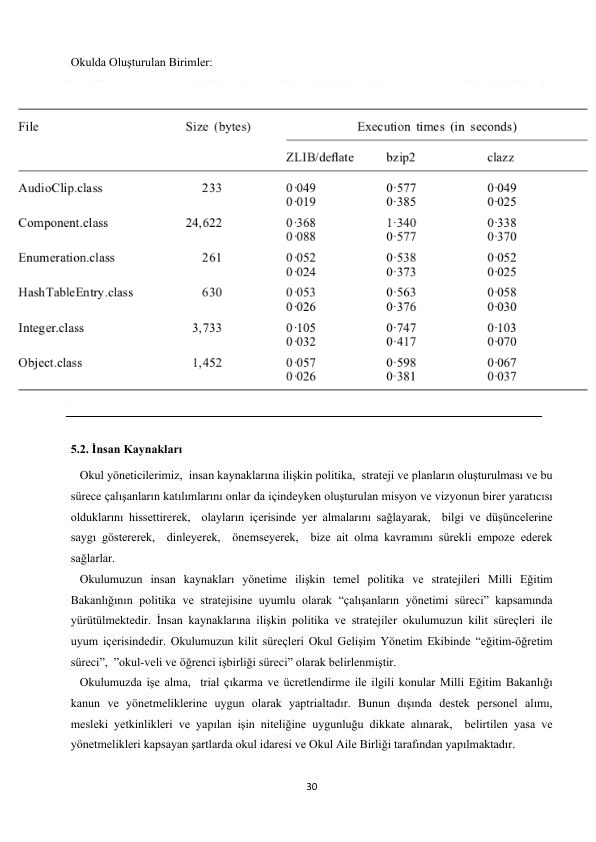 Okulda Oluşturulan Birimler:
File Size (bytes) Execution times (in seconds)
ZLIB/deflate bzip2 clazz
AudioClip.class 233 0·049 0·577 0·049
0·019 0·385 0·025
Component.class 24,622 0·368 1·340 0·338
0·088 0·577 0·370
Enumeration.class 261 0·052 0·538 0·052
0·024 0·373 0·025
HashTableEntry.class 630 0·053 0·563 0·058
0·026 0·376 0·030
Integer.class 3,733 0·105 0·747 0·103
0·032 0·417 0·070
Object.class 1,452 0·057 0·598 0·067
0·026 0·381 0·037
5.2. İnsan Kaynakları
Okul yöneticilerimiz, insan kaynaklarına ilişkin politika, strateji ve planların oluşturulması ve bu
sürece çalışanların katılımlarını onlar da içindeyken oluşturulan misyon ve vizyonun birer yaratıcısı
olduklarını hissettirerek, olayların içerisinde yer almalarını sağlayarak, bilgi ve düşüncelerine
saygı göstererek, dinleyerek, önemseyerek, bize ait olma kavramını sürekli empoze ederek
sağlarlar.
Okulumuzun insan kaynakları yönetime ilişkin temel politika ve stratejileri Milli Eğitim
Bakanlığının politika ve stratejisine uyumlu olarak “çalışanların yönetimi süreci” kapsamında
yürütülmektedir. İnsan kaynaklarına ilişkin politika ve stratejiler okulumuzun kilit süreçleri ile
uyum içerisindedir. Okulumuzun kilit süreçleri Okul Gelişim Yönetim Ekibinde “eğitim-öğretim
süreci”, ”okul-veli ve öğrenci işbirliği süreci” olarak belirlenmiştir.
Okulumuzda işe alma, trial çıkarma ve ücretlendirme ile ilgili konular Milli Eğitim Bakanlığı
kanun ve yönetmeliklerine uygun olarak yaptrialtadır. Bunun dışında destek personel alımı,
mesleki yetkinlikleri ve yapılan işin niteliğine uygunluğu dikkate alınarak, belirtilen yasa ve
yönetmelikleri kapsayan şartlarda okul idaresi ve Okul Aile Birliği tarafından yapılmaktadır.
30